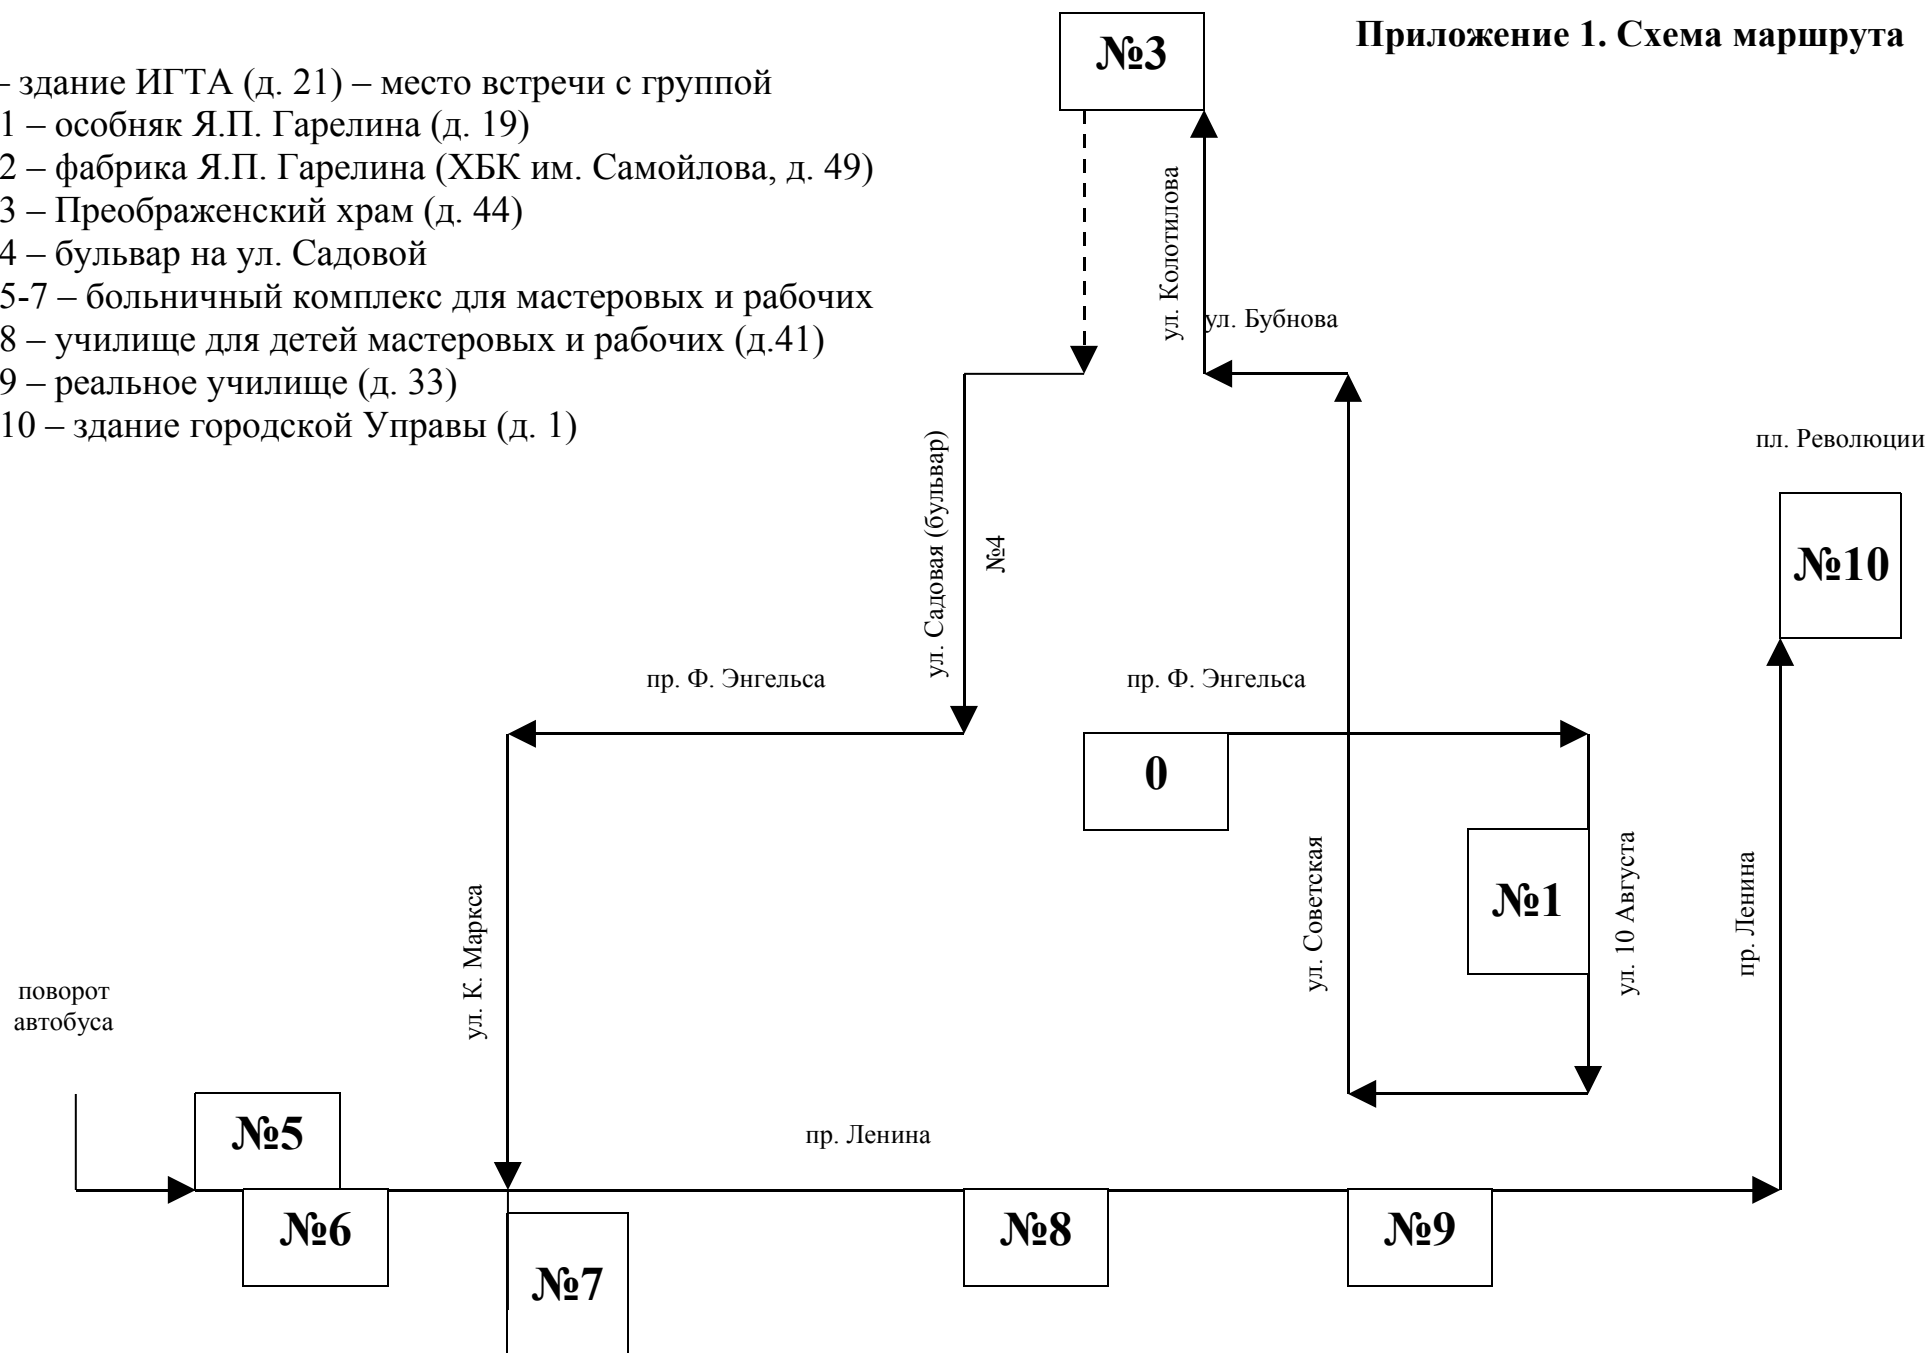 Приложение 1. Схема маршрута
– здание ИГТА (д. 21) – место встречи с группой
1 – особняк Я.П. Гарелина (д. 19)
2 – фабрика Я.П. Гарелина (ХБК им. Самойлова, д. 49)
3 – Преображенский храм (д. 44)
4 – бульвар на ул. Садовой
5-7 – больничный комплекс для мастеровых и рабочих
8 – училище для детей мастеровых и рабочих (д.41)
9 – реальное училище (д. 33)
10 – здание городской Управы (д. 1)
№3
ул. Колотилова
ул. Бубнова
пл. Революции
№10
ул. Садовая (бульвар)
№4
пр. Ф. Энгельса
пр. Ф. Энгельса
0
№1
ул. Советская
ул. 10 Августа
пр. Ленина
ул. К. Маркса
поворот
автобуса
№5
пр. Ленина
№6
№7
№8
№9